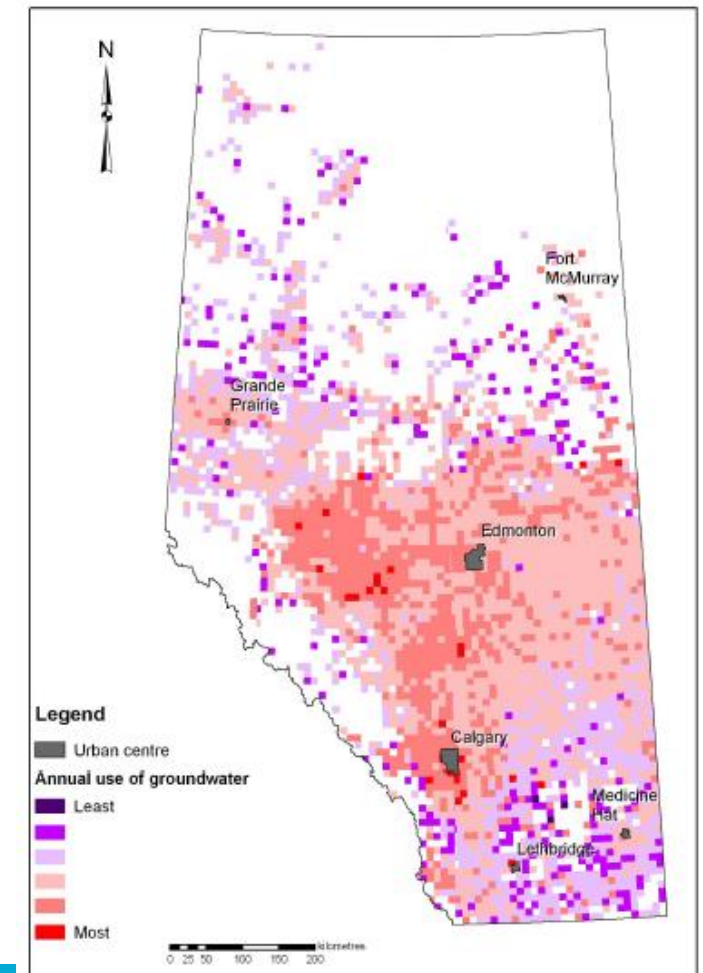 N
Fort
McMurray
Grande
Prairie
Edmonton
Calgary
Medicine
Hat
Lethbridge
Legend
Urban centre
Annual use of groundwater
Least
Most
kilometres
0 25 50 100 150 200